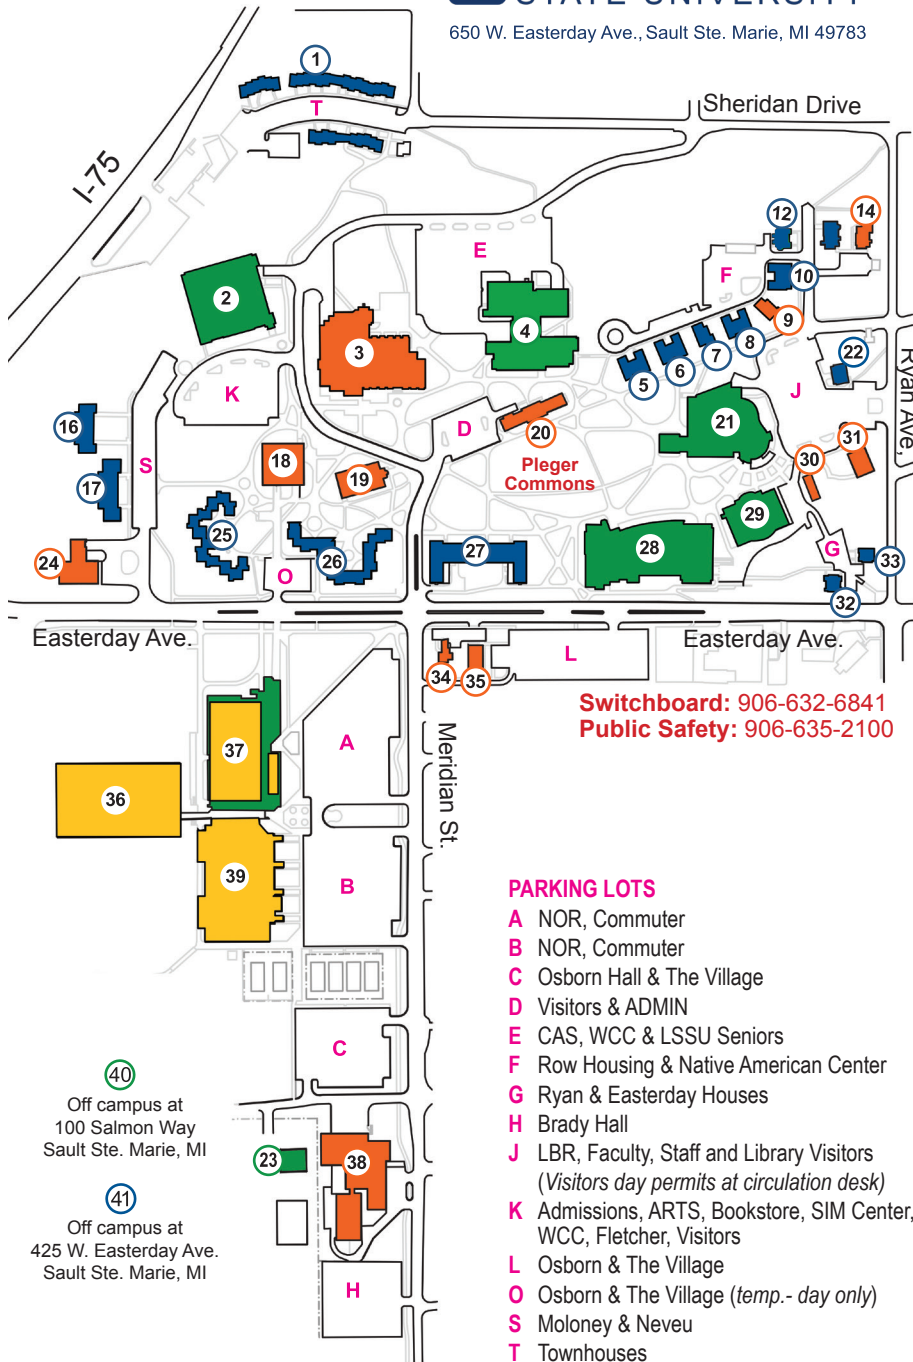 STATE UNIVERSITY
650 W. Easterday Ave., Sault Ste. Marie, MI 49783
1
T
Sheridan Drive
I-75
12
14
E
F
10
2
9
4
8
3
7
22
5
6
Ryan Ave,
K
J
16
D
21
20
31
S
18
Pleger
Commons
30
19
17
29
25
26
27
28
G
24
33
O
32
Easterday Ave.
Easterday Ave.
L
34
35
Switchboard: 906-632-6841
Public Safety: 906-635-2100
37
A
Meridian St.
36
39
B
PARKING LOTS
A NOR, Commuter
B NOR, Commuter
C Osborn Hall & The Village
D Visitors & ADMIN
E CAS, WCC & LSSU Seniors
F Row Housing & Native American Center
G Ryan & Easterday Houses
H Brady Hall
J LBR, Faculty, Staff and Library Visitors
(Visitors day permits at circulation desk)
K Admissions, ARTS, Bookstore, SIM Center,
WCC, Fletcher, Visitors
L Osborn & The Village
O Osborn & The Village (temp.- day only)
S Moloney & Neveu
T Townhouses
C
40
Off campus at
100 Salmon Way
Sault Ste. Marie, MI
23
38
41
Off campus at
425 W. Easterday Ave.
Sault Ste. Marie, MI
H